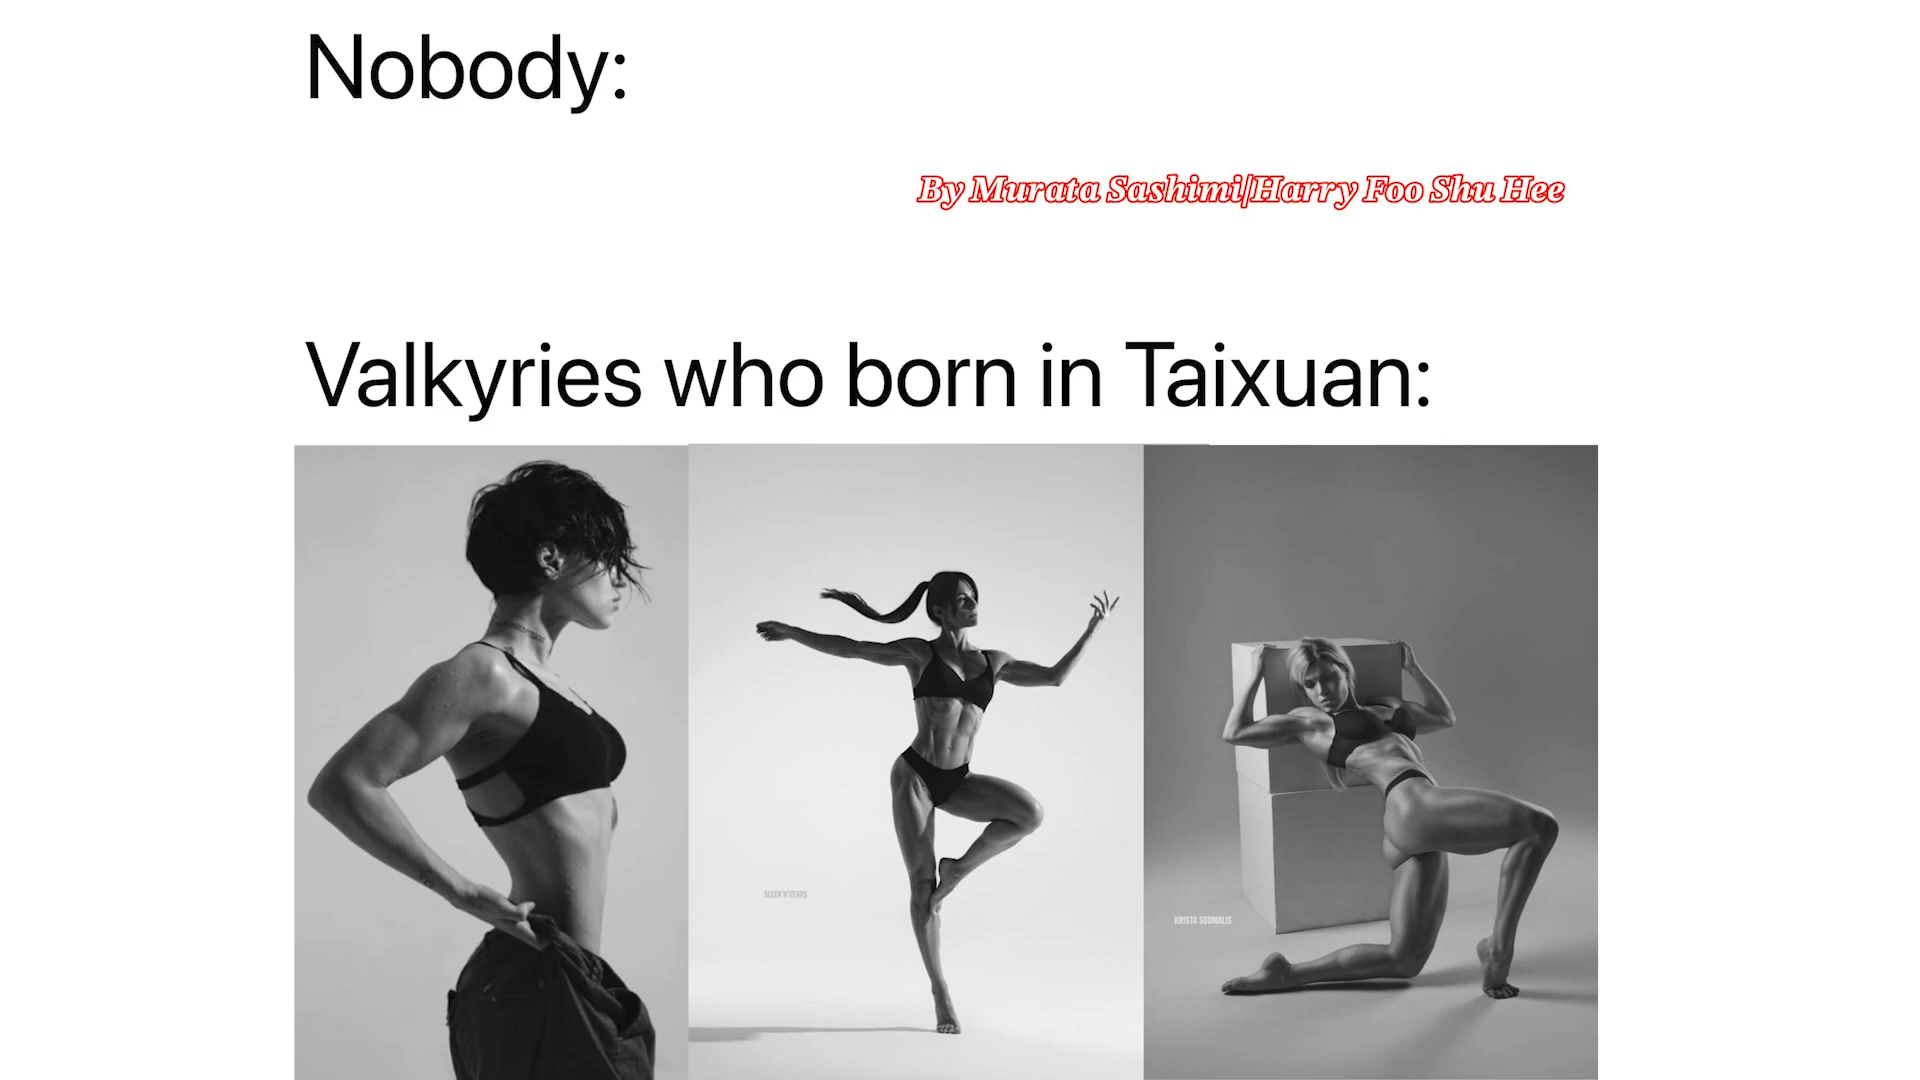 Nobody:
By Murata Sashimi|Harry Foo Shu Hee
Valkyries who born in Taixuan:
SLEEK'N'TEARS
KRISTA SUDMALIS